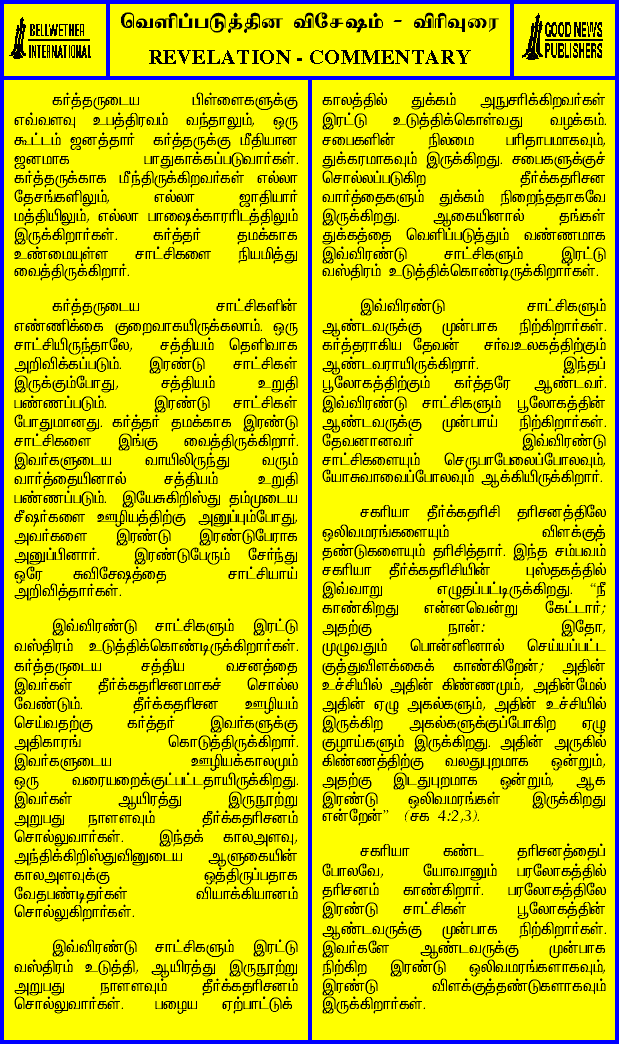 BELLWETHER
INTERNATIONAL
வெளிப்படுத்தின விசேஷம் - விரிவுரை
REVELATION - COMMENTARY
GOOD NEWS
PUBLISHERS
கர்த்தருடைய பிள்ளைகளுக்கு
எவ்வளவு உபத்திரவம் வந்தாலும், ஒரு
கூட்டம் ஜனத்தார் கர்த்தருக்கு மீதியான
ஜனமாக பாதுகாக்கப்படுவார்கள்.
கர்த்தருக்காக மீந்திருக்கிறவர்கள் எல்லா
தேசங்களிலும், எல்லா ஜாதியார்
மத்தியிலும், எல்லா பாஷைக்காரரிடத்திலும்
இருக்கிறார்கள். கர்த்தர் தமக்காக
உண்மையுள்ள சாட்சிகளை நியமித்து
வைத்திருக்கிறார்.
கர்த்தருடைய சாட்சிகளின்
எண்ணிக்கை குறைவாகயிருக்கலாம். ஒரு
சாட்சியிருந்தாலே, சத்தியம் தெளிவாக
அறிவிக்கப்படும். இரண்டு சாட்சிகள்
இருக்கும்போது, சத்தியம் உறுதி
பண்ணப்படும். இரண்டு சாட்சிகள்
போதுமானது. கர்த்தர் தமக்காக இரண்டு
சாட்சிகளை இங்கு வைத்திருக்கிறார்.
இவர்களுடைய வாயிலிருந்து வரும்
வார்த்தையினால் சத்தியம் உறுதி
பண்ணப்படும். இயேசுகிறிஸ்து தம்முடைய
சீஷர்களை ஊழியத்திற்கு அனுப்பும்போது,
அவர்களை இரண்டு இரண்டுபேராக
அனுப்பினார். இரண்டுபேரும் சேர்ந்து
ஒரே சுவிசேஷத்தை சாட்சியாய்
அறிவித்தார்கள்.
இவ்விரண்டு சாட்சிகளும் இரட்டு
வஸ்திரம் உடுத்திக்கொண்டிருக்கிறார்கள்.
கர்த்தருடைய சத்திய வசனத்தை
இவர்கள் தீர்க்கதரிசனமாகச் சொல்ல
வேண்டும். தீர்க்கதரிசன ஊழியம்
செய்வதற்கு கர்த்தர் இவர்களுக்கு
அதிகாரங் கொடுத்திருக்கிறார்.
இவர்களுடைய ஊழியக்காலமும்
ஒரு வரையறைக்குட்பட்டதாயிருக்கிறது.
இவர்கள் ஆயிரத்து இருநூற்று
அறுபது நாளளவும் தீர்க்கதரிசனம்
சொல்லுவார்கள். இந்தக் காலஅளவு,
அந்திக்கிறிஸ்துவினுடைய ஆளுகையின்
காலஅளவுக்கு ஒத்திருப்பதாக
வேதபண்டிதர்கள் வியாக்கியானம்
சொல்லுகிறார்கள்.
இவ்விரண்டு சாட்சிகளும் இரட்டு
வஸ்திரம் உடுத்தி, ஆயிரத்து இருநூற்று
அறுபது நாளளவும் தீர்க்கதரிசனம்
சொல்லுவார்கள். பழைய ஏற்பாட்டுக்
காலத்தில் துக்கம் அநுசரிக்கிறவர்கள்
இரட்டு உடுத்திக்கொள்வது வழக்கம்.
சபைகளின் நிலமை பரிதாபமாகவும்,
துக்கரமாகவும் இருக்கிறது. சபைகளுக்குச்
சொல்லப்படுகிற தீர்க்கதரிசன
வார்த்தைகளும் துக்கம் நிறைந்ததாகவே
இருக்கிறது. ஆகையினால் தங்கள்
துக்கத்தை வெளிப்படுத்தும் வண்ணமாக
இவ்விரண்டு சாட்சிகளும் இரட்டு
வஸ்திரம் உடுத்திக்கொண்டிருக்கிறார்கள்.
இவ்விரண்டு சாட்சிகளும்
ஆண்டவருக்கு முன்பாக நிற்கிறார்கள்.
கர்த்தராகிய தேவன் சர்வஉலகத்திற்கும்
ஆண்டவராயிருக்கிறார். இந்தப்
பூலோகத்திற்கும் கர்த்தரே ஆண்டவர்.
இவ்விரண்டு சாட்சிகளும் பூலோகத்தின்
ஆண்டவருக்கு முன்பாய் நிற்கிறார்கள்.
தேவனானவர் இவ்விரண்டு
சாட்சிகளையும் செருபாபேலைப்போலவும்,
யோசுவாவைப்போலவும் ஆக்கியிருக்கிறார்.
சகரியா தீர்க்கதரிசி தரிசனத்திலே
ஒலிவமரங்களையும் விளக்குத்
தண்டுகளையும் தரிசித்தார். இந்த சம்பவம்
சகரியா தீர்க்கதரிசியின் புஸ்தகத்தில்
இவ்வாறு எழுதப்பட்டிருக்கிறது. "நீ
காண்கிறது என்னவென்று கேட்டார்;
அதற்கு நான்: இதோ,
முழுவதும் பொன்னினால் செய்யப்பட்ட
குத்துவிளக்கைக் காண்கிறேன்; அதின்
உச்சியில் அதின் கிண்ணமும், அதின்மேல்
அதின் ஏழு அகல்களும், அதின் உச்சியில்
இருக்கிற அகல்களுக்குப்போகிற ஏழு
குழாய்களும் இருக்கிறது. அதின் அருகில்
கிண்ணத்திற்கு வலதுபுறமாக ஒன்றும்,
அதற்கு இடதுபுறமாக ஒன்றும், ஆக
இரண்டு ஒலிவமரங்கள் இருக்கிறது
என்றேன்" (சக 4:2,3).
சகரியா கண்ட தரிசனத்தைப்
போலவே, யோவானும் பரலோகத்தில்
தரிசனம் காண்கிறார். பரலோகத்திலே
இரண்டு சாட்சிகள் பூலோகத்தின்
ஆண்டவருக்கு முன்பாக நிற்கிறார்கள்.
இவர்களே ஆண்டவருக்கு முன்பாக
நிற்கிற இரண்டு ஒலிவமரங்களாகவும்,
இரண்டு விளக்குத்தண்டுகளாகவும்
இருக்கிறார்கள்.